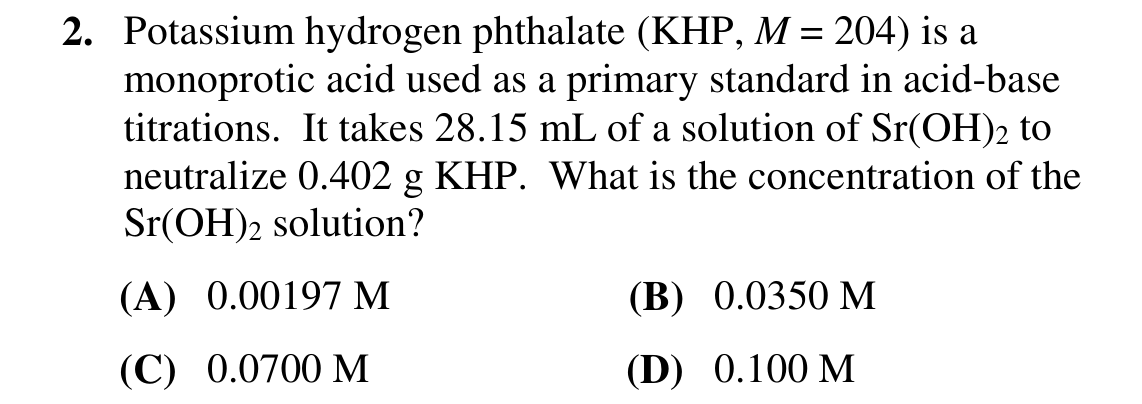 2. Potassium hydrogen phthalate (KHP, M = 204) is a
monoprotic acid used as a primary standard in acid-base
titrations. It takes 28.15 mL of a solution of Sr(OH)₂ to
neutralize 0.402 g KHP. What is the concentration of the
Sr(OH)₂ solution?
(A) 0.00197 M (B) 0.0350 M
(C) 0.0700 M (D) 0.100 M